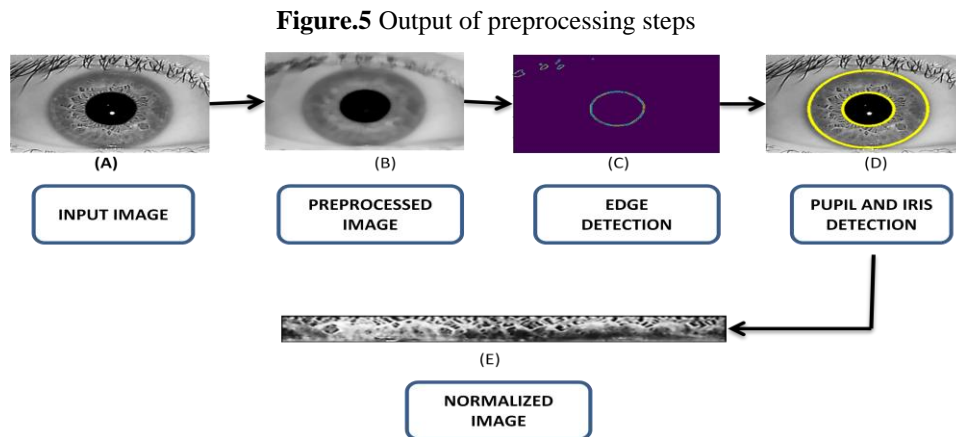 Figure.5 Output of preprocessing steps
(A)
(B)
(C)
(D)
INPUT IMAGE
PREPROCESSED
IMAGE
EDGE
DETECTION
PUPIL AND IRIS
DETECTION
(E)
NORMALIZED
IMAGE